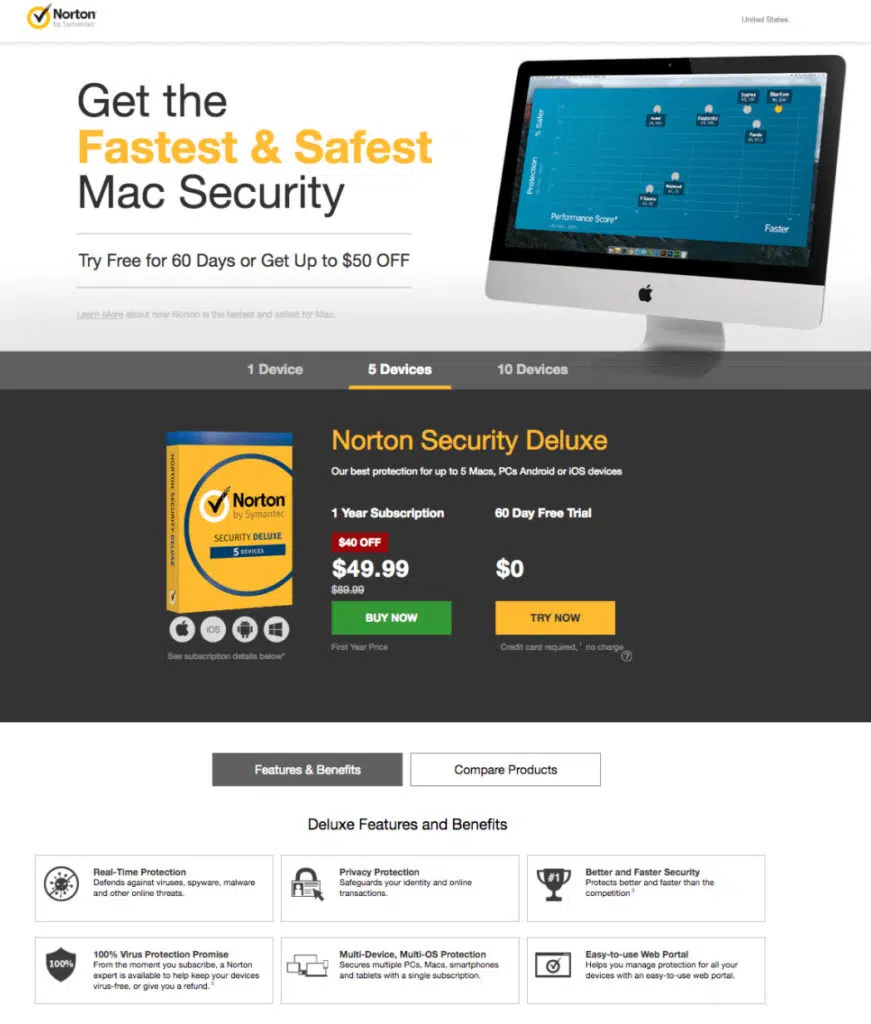 Norton
by Symantec
United States
Get the
Fastest & Safest
Mac Security
Try Free for 60 Days or Get Up to $50 OFF
Learn More about how Norton is the fastest and safest for Mac.
% Safer
Protection
Sophos
Norton
Avast
Kaspersky
Panda
Webroot
F-Secure
Performance Score*
Faster
1 Device
5 Devices
10 Devices
NORTON SECURITY DELUXE
Norton
by Symantec
SECURITY DELUXE
5 DEVICES
iOS
See subscription details below*
Norton Security Deluxe
Our best protection for up to 5 Macs, PCs Android or iOS devices
1 Year Subscription
60 Day Free Trial
$40 OFF
$49.99
$0
$89.99
BUY NOW
TRY NOW
First Year Price
Credit card required,¹ no charge
?
Features & Benefits
Compare Products
Deluxe Features and Benefits
Real-Time Protection
Defends against viruses, spyware, malware
and other online threats.
Privacy Protection
Safeguards your identity and online
transactions.
#1
Better and Faster Security
Protects better and faster than the
competition³
100%
100% Virus Protection Promise
From the moment you subscribe, a Norton
expert is available to help keep your devices
virus-free, or give you a refund.⁵
Multi-Device, Multi-OS Protection
Secures multiple PCs, Macs, smartphones
and tablets with a single subscription.
Easy-to-use Web Portal
Helps you manage protection for all your
devices with an easy-to-use web portal.